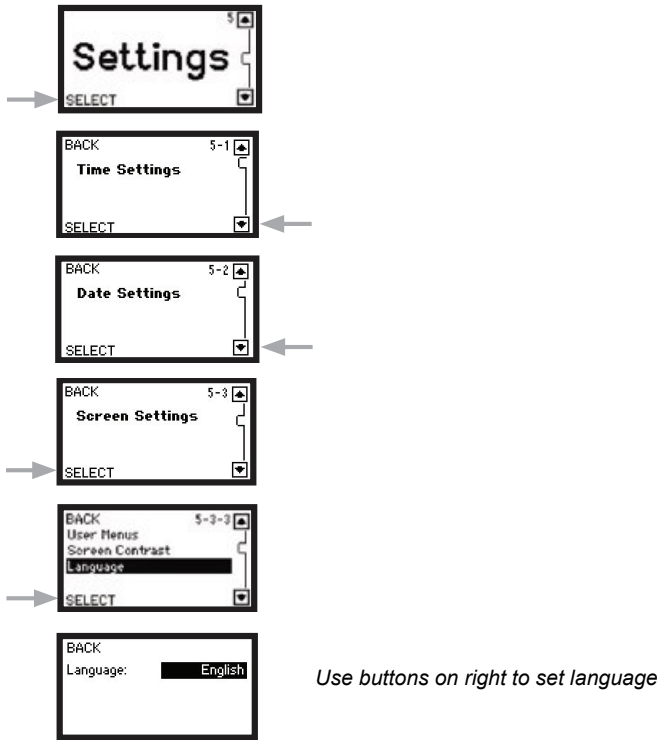 5
Settings
SELECT
BACK 5-1
Time Settings
SELECT
BACK 5-2
Date Settings
SELECT
BACK 5-3
Screen Settings
SELECT
BACK 5-3-3
User Menus
Screen Contrast
Language
SELECT
BACK
Language: English
Use buttons on right to set language